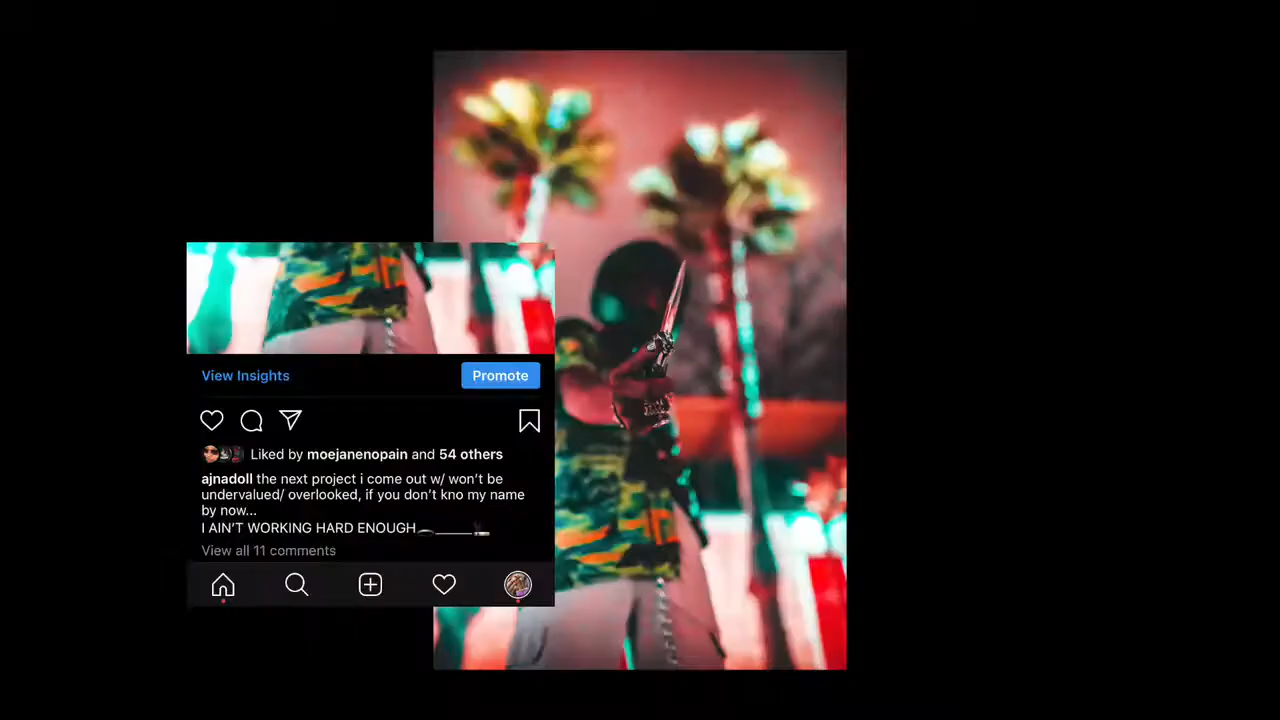 View Insights
Promote
Liked by moejanenopain and 54 others
ajnadoll the next project i come out w/ won’t be
undervalued/ overlooked, if you don’t kno my name
by now...
I AIN’T WORKING HARD ENOUGH
View all 11 comments